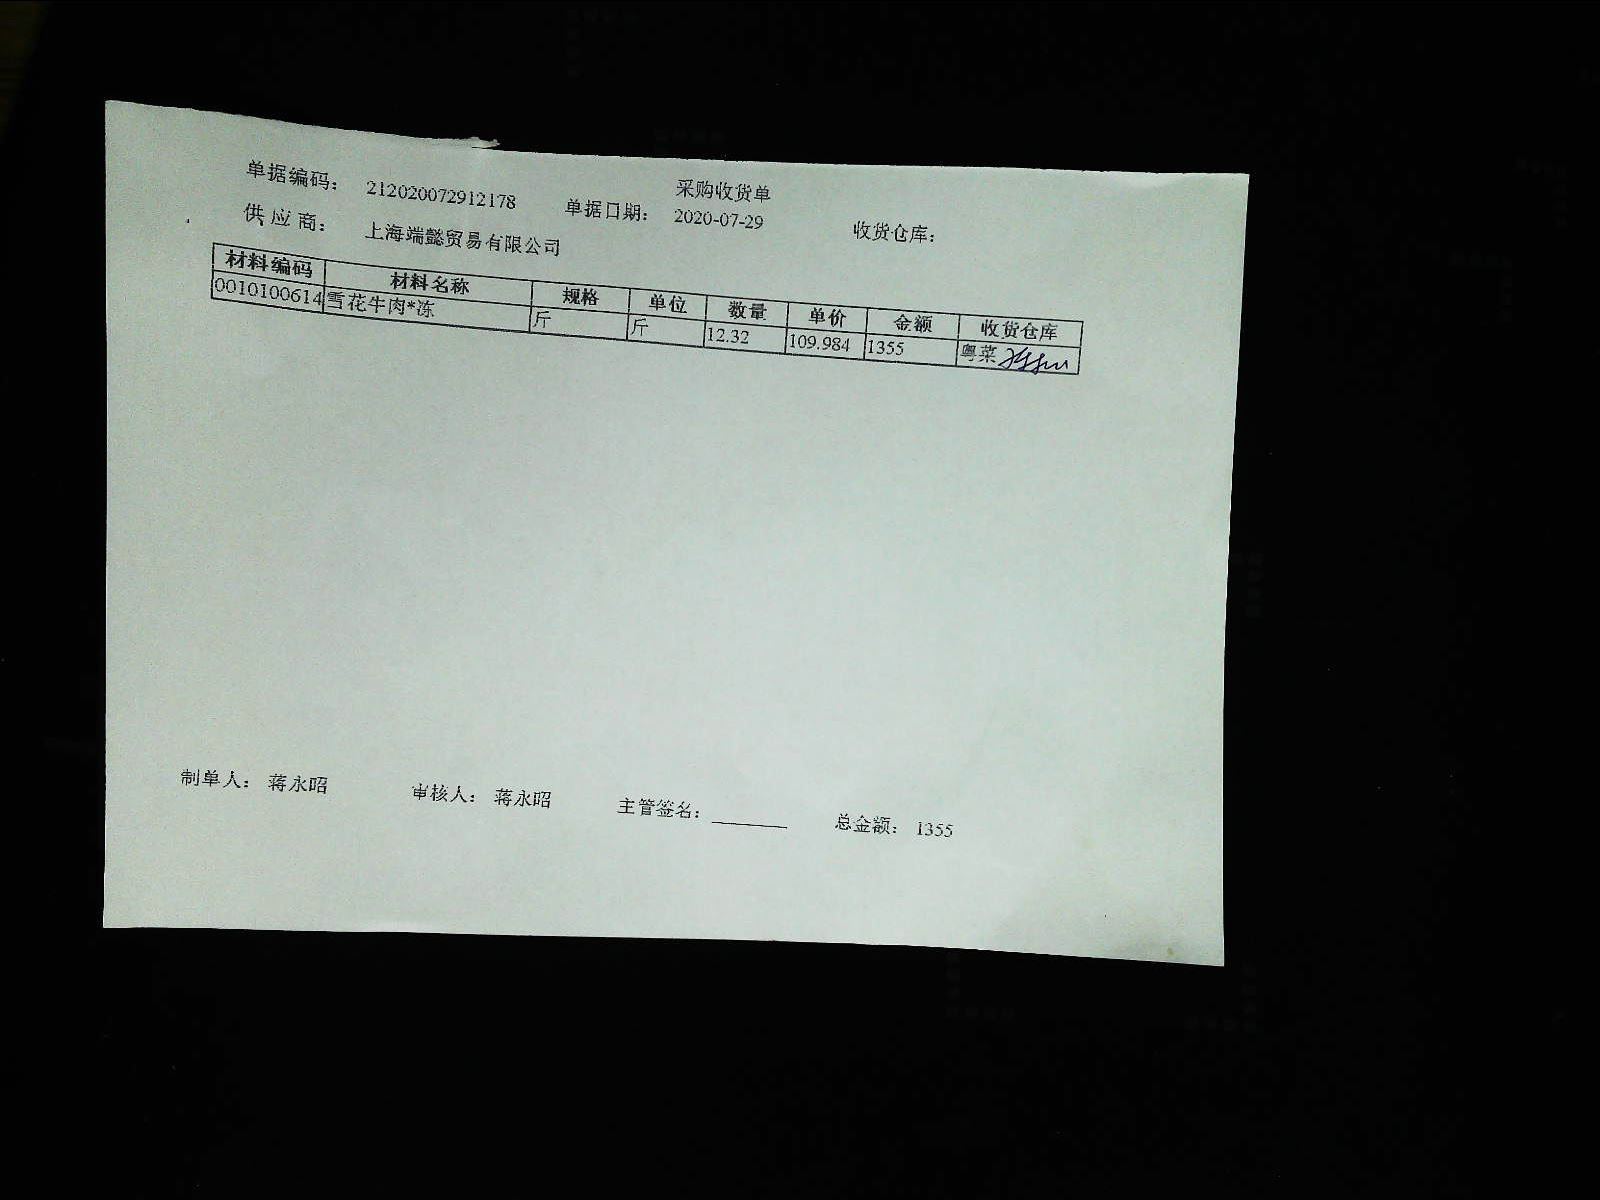 采购收货单
单据编码： 212020072912178 单据日期： 2020-07-29 收货仓库：
供 应 商： 上海端懿贸易有限公司
材料编码 材料名称 规格 单位 数量 单价 金额 收货仓库
0010100614 雪花牛肉*冻 斤 斤 12.32 109.984 1355 粤菜
制单人： 蒋永昭 审核人： 蒋永昭 主管签名： 总金额： 1355